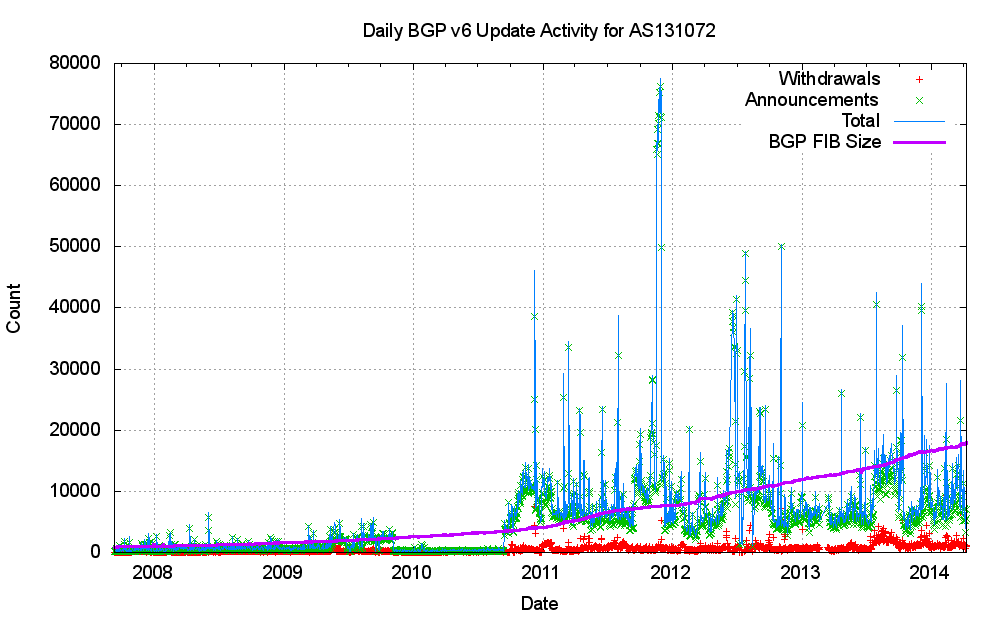 Daily BGP v6 Update Activity for AS131072
80000
70000
60000
50000
40000
30000
20000
10000
0
Count
Withdrawals
Announcements
Total
BGP FIB Size
2008 2009 2010 2011 2012 2013 2014
Date